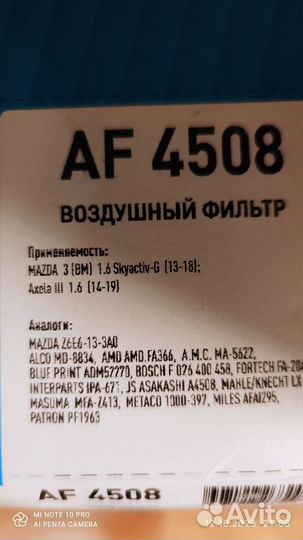 AF 4508
ВОЗДУШНЫЙ ФИЛЬТР
Применяемость:
MAZDA 3 (BM) 1.6 Skyactiv-G (13-18);
Axela III 1.6 (14-19)
Аналоги:
MAZDA Z6E6-13-3A0
ALCO MD-8834, AMD AMD.FA366, A.M.C. MA-5622,
BLUE PRINT ADM52270, BOSCH F 026 400 458, FORTECH
INTERPARTS IPA-671, JS ASAKASHI A4508, MAHLE/KNECHT LX
MASUMA MFA-Z413, METACO 1000-397, MILES AFAI295,
PATRON PF1963
AF 4508
MI NOTE 10 PRO
AI PENTA CAMERA
Avito